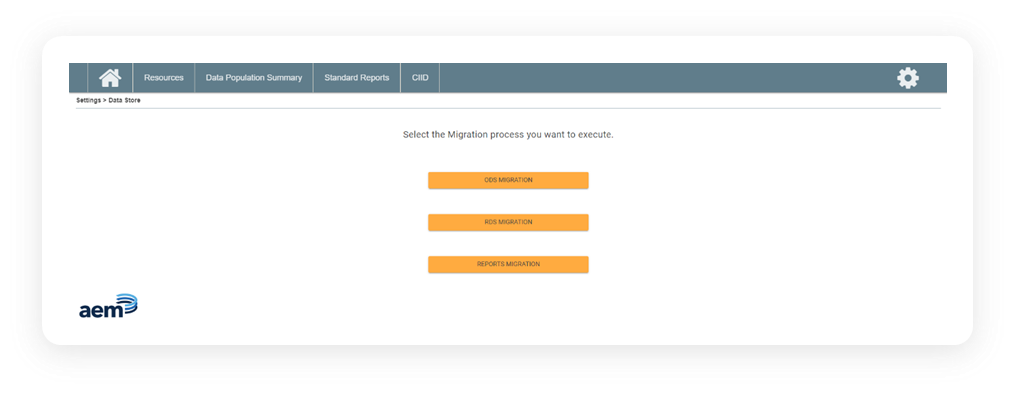 Resources Data Population Summary Standard Reports CIID
Settings > Data Store
Select the Migration process you want to execute.
ODS MIGRATION
RDS MIGRATION
REPORTS MIGRATION
aem